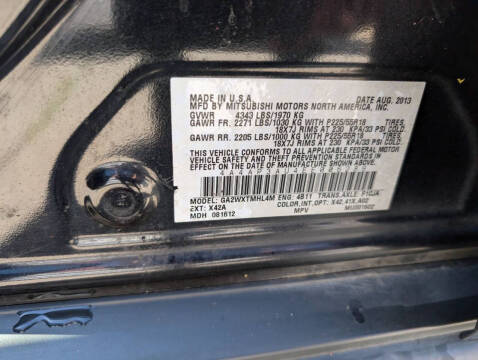 MADE IN U.S.A. DATE AUG. 2013
MFD BY MITSUBISHI MOTORS NORTH AMERICA, INC.
GVWR 4343 LBS/1970 KG
GAWR FR. 2271 LBS/1030 KG WITH P225/55R18 TIRES,
18X7J RIMS AT 230 KPA/33 PSI COLD.
GAWR RR. 2205 LBS/1000 KG WITH P225/55R18 TIRES,
18X7J RIMS AT 230 KPA/33 PSI COLD.
THIS VEHICLE CONFORMS TO ALL APPLICABLE FEDERAL MOTOR
VEHICLE SAFETY AND THEFT PREVENTION STANDARDS IN
EFFECT ON THE DATE OF MANUFACTURE SHOWN ABOVE.
MODEL: GA2WXTMHL4M ENG: 4B11 TRANS. AXLE:
EXT: X42A COLOR, INT, OPT: X42, 41X, A02
MDH 081612 MPV